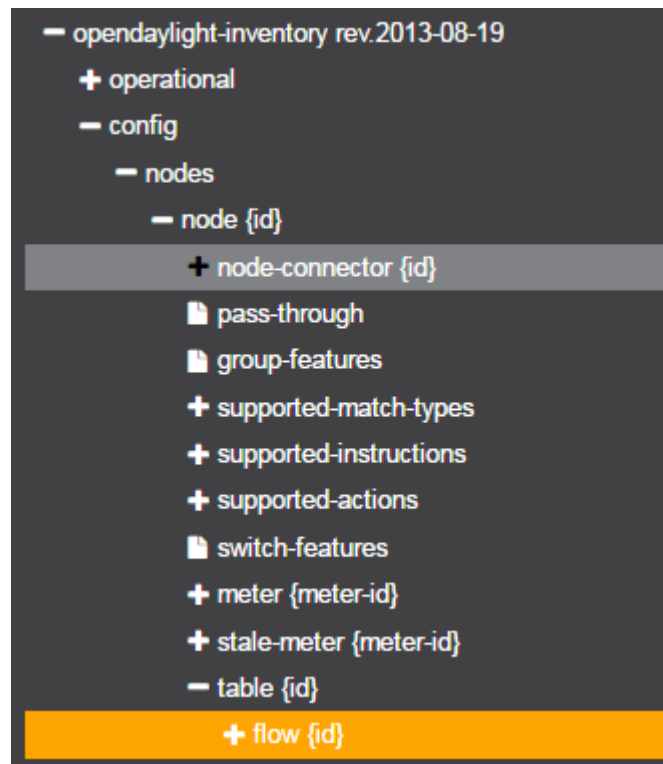 opendaylight-inventory rev.2013-08-19
operational
config
nodes
node {id}
node-connector {id}
pass-through
group-features
supported-match-types
supported-instructions
supported-actions
switch-features
meter {meter-id}
stale-meter {meter-id}
table {id}
flow {id}